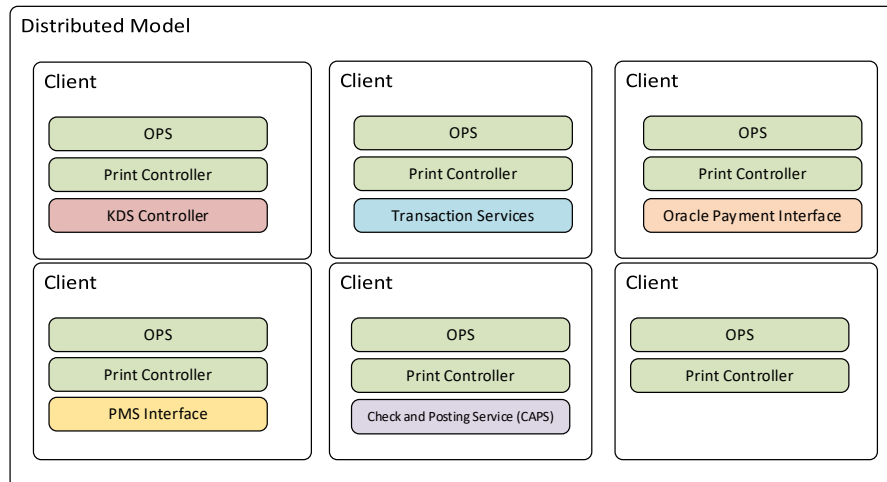 Distributed Model
Client
OPS
Print Controller
KDS Controller
Client
OPS
Print Controller
Transaction Services
Client
OPS
Print Controller
Oracle Payment Interface
Client
OPS
Print Controller
PMS Interface
Client
OPS
Print Controller
Check and Posting Service (CAPS)
Client
OPS
Print Controller